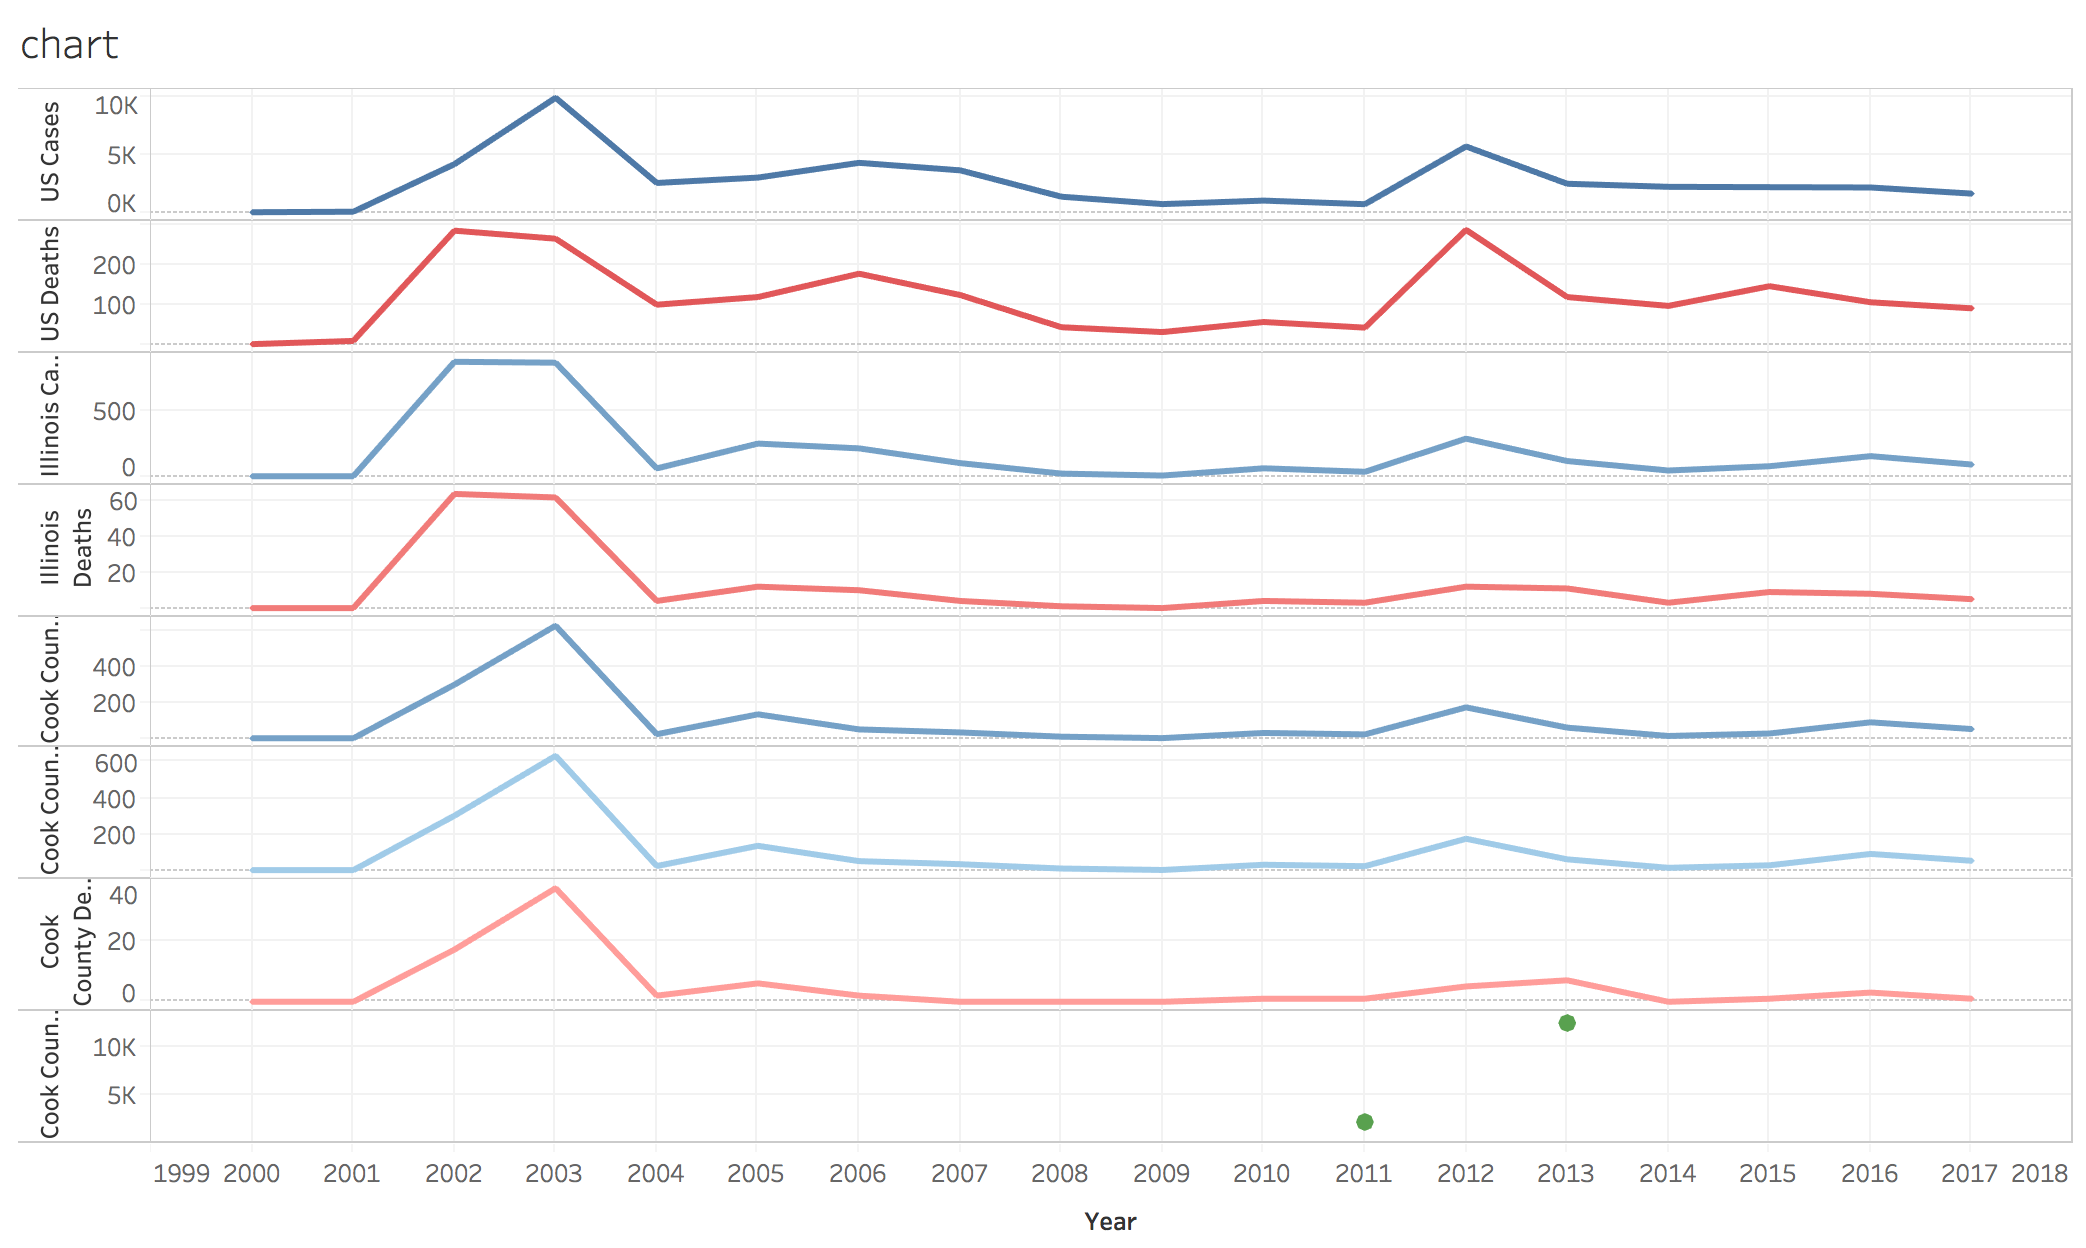 chart
US Cases
10K
5K
0K
US Deaths
200
100
Illinois Ca..
500
0
Illinois
Deaths
60
40
20
Cook Coun..
400
200
Cook Coun..
600
400
200
Cook
County De..
40
20
0
Cook Coun..
10K
5K
1999 2000 2001 2002 2003 2004 2005 2006 2007 2008 2009 2010 2011 2012 2013 2014 2015 2016 2017 2018
Year